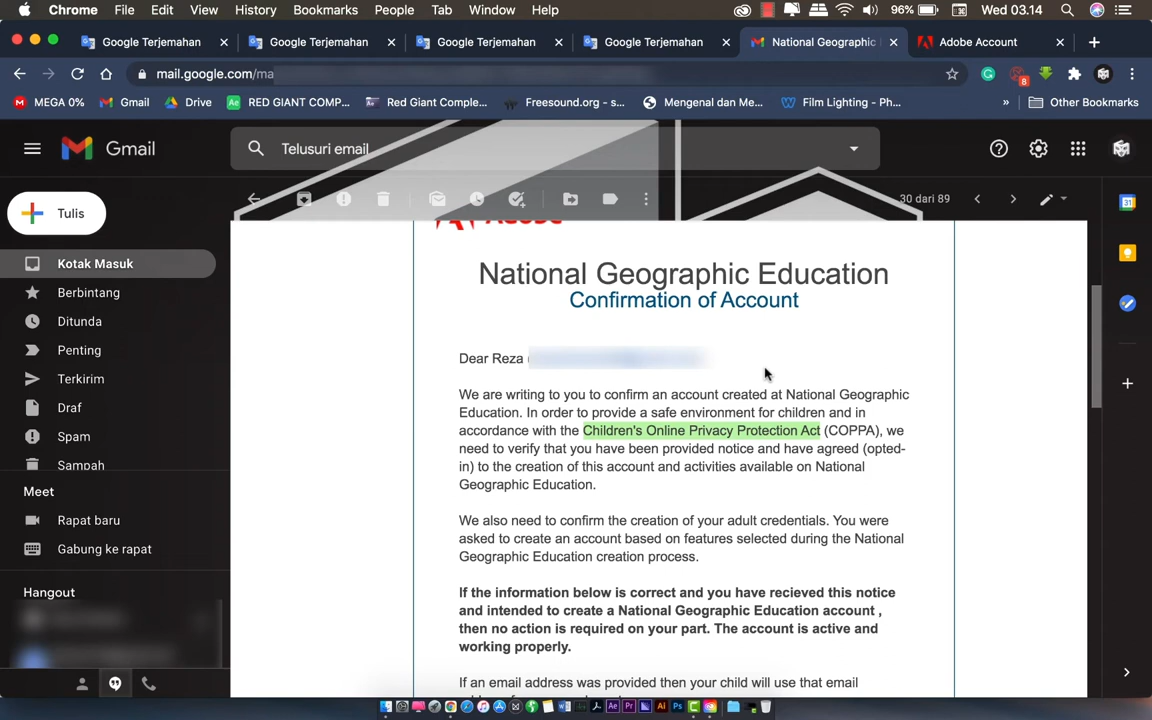 Chrome File Edit View History Bookmarks People Tab Window Help 96% Wed 03.14
Google Terjemahan Google Terjemahan Google Terjemahan Google Terjemahan National Geographic Adobe Account
mail.google.com/ma 8
MEGA 0% Gmail Drive RED GIANT COMP... Red Giant Comple... Freesound.org - s... Mengenal dan Me... Film Lighting - Ph... » Other Bookmarks
Gmail Telusuri email
Tulis 30 dari 89 31
Kotak Masuk
Berbintang
Ditunda
Penting
Terkirim
Draf
Spam
Sampah
Meet
Rapat baru
Gabung ke rapat
Hangout
National Geographic Education
Confirmation of Account
Dear Reza
We are writing to you to confirm an account created at National Geographic
Education. In order to provide a safe environment for children and in
accordance with the Children's Online Privacy Protection Act (COPPA), we
need to verify that you have been provided notice and have agreed (opted-
in) to the creation of this account and activities available on National
Geographic Education.
We also need to confirm the creation of your adult credentials. You were
asked to create an account based on features selected during the National
Geographic Education creation process.
If the information below is correct and you have recieved this notice
and intended to create a National Geographic Education account ,
then no action is required on your part. The account is active and
working properly.
If an email address was provided then your child will use that email
Ae Pr Ai Ps